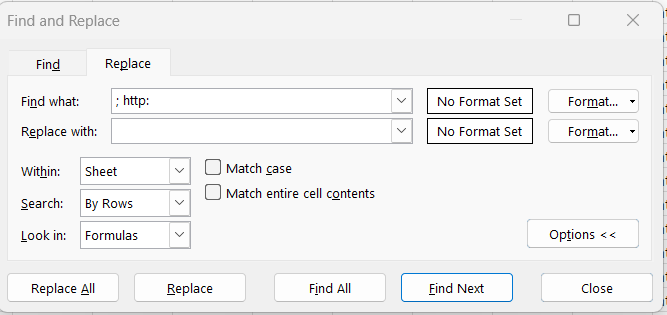 Find and Replace
Find
Replace
Find what: ; http: No Format Set Format...
Replace with: No Format Set Format...
Within: Sheet Match case
Match entire cell contents
Search: By Rows
Look in: Formulas
Options <<
Replace All Replace Find All Find Next Close